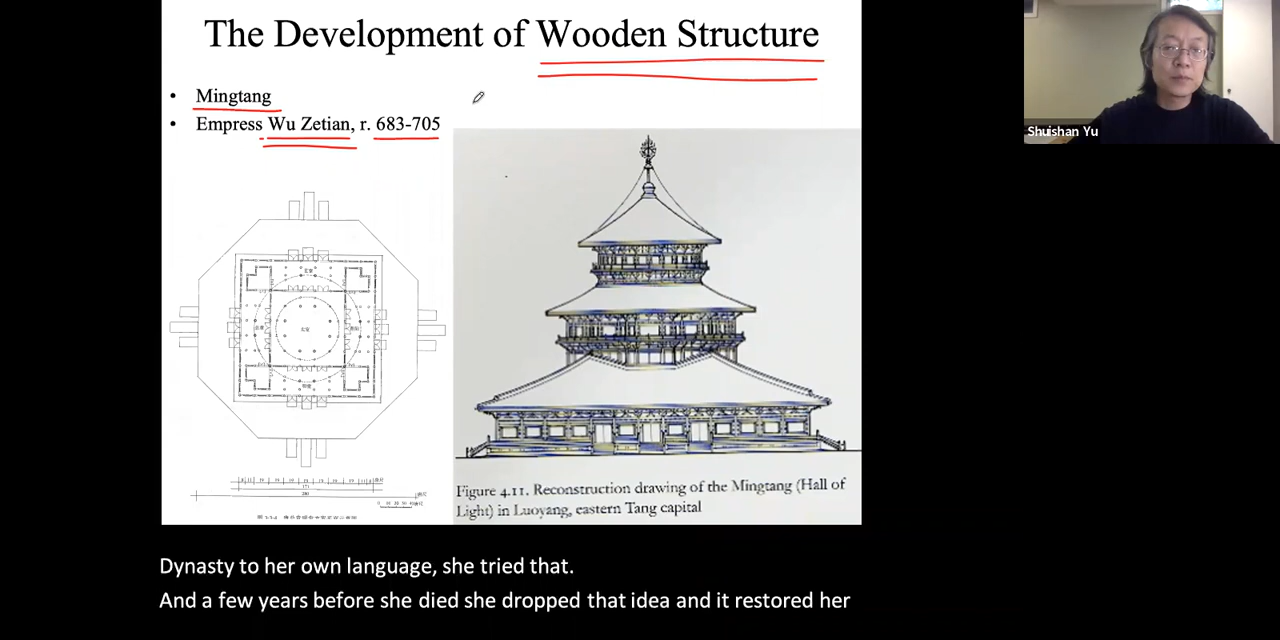 The Development of Wooden Structure
• Mingtang
• Empress Wu Zetian, r. 683-705
Figure 4.11. Reconstruction drawing of the Mingtang (Hall of
Light) in Luoyang, eastern Tang capital
Shuishan Yu
Dynasty to her own language, she tried that.
And a few years before she died she dropped that idea and it restored her